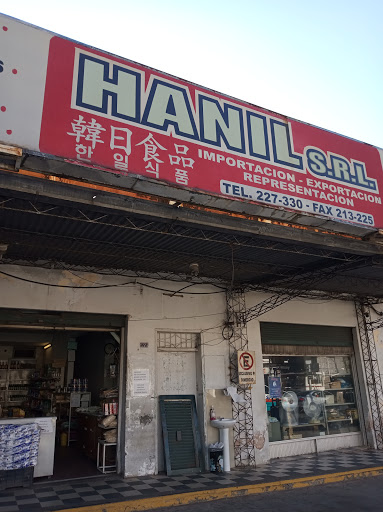 HANIL S.R.L.
韓日食品
한일식품
IMPORTACION - EXPORTACION
REPRESENTACION
TEL. 227-330 - FAX 213-225
E